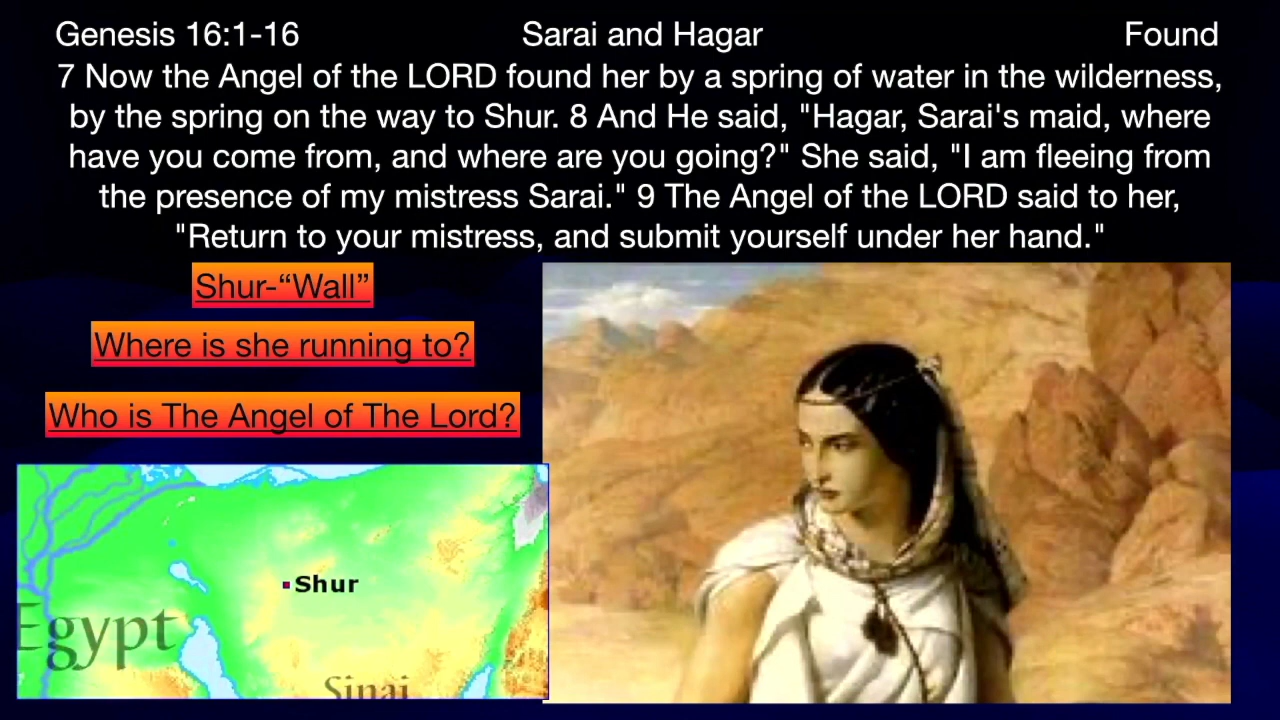 Genesis 16:1-16 Sarai and Hagar Found
7 Now the Angel of the LORD found her by a spring of water in the wilderness,
by the spring on the way to Shur. 8 And He said, "Hagar, Sarai's maid, where
have you come from, and where are you going?" She said, "I am fleeing from
the presence of my mistress Sarai." 9 The Angel of the LORD said to her,
"Return to your mistress, and submit yourself under her hand."
Shur-“Wall”
Where is she running to?
Who is The Angel of The Lord?
Shur
Egypt
Sinai